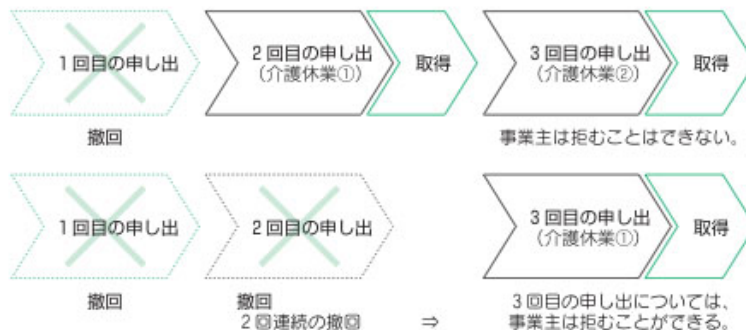 1回目の申し出
2回目の申し出
(介護休業①)
取得
3回目の申し出
(介護休業②)
取得
撤回
事業主は拒むことはできない。
1回目の申し出
2回目の申し出
3回目の申し出
(介護休業①)
取得
撤回
撤回
2回連続の撤回
⇒
3回目の申し出については、
事業主は拒むことができる。